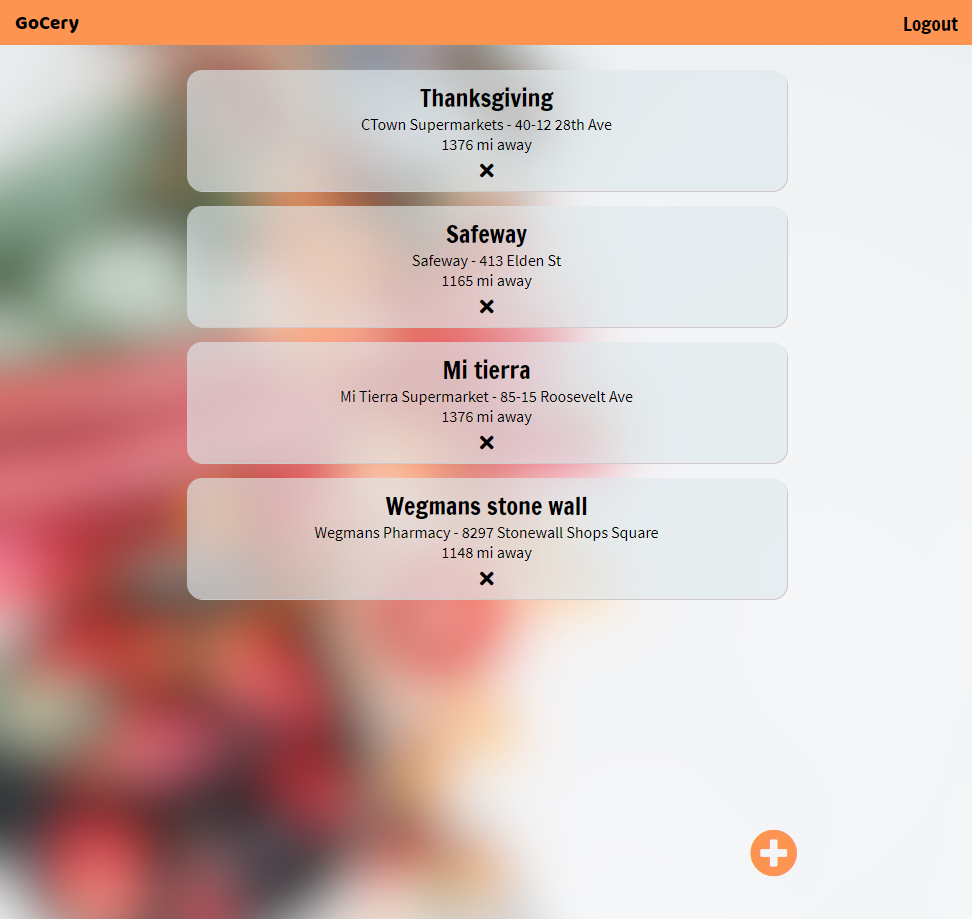 GoCery
Logout
Thanksgiving
CTown Supermarkets - 40-12 28th Ave
1376 mi away
Safeway
Safeway - 413 Elden St
1165 mi away
Mi tierra
Mi Tierra Supermarket - 85-15 Roosevelt Ave
1376 mi away
Wegmans stone wall
Wegmans Pharmacy - 8297 Stonewall Shops Square
1148 mi away